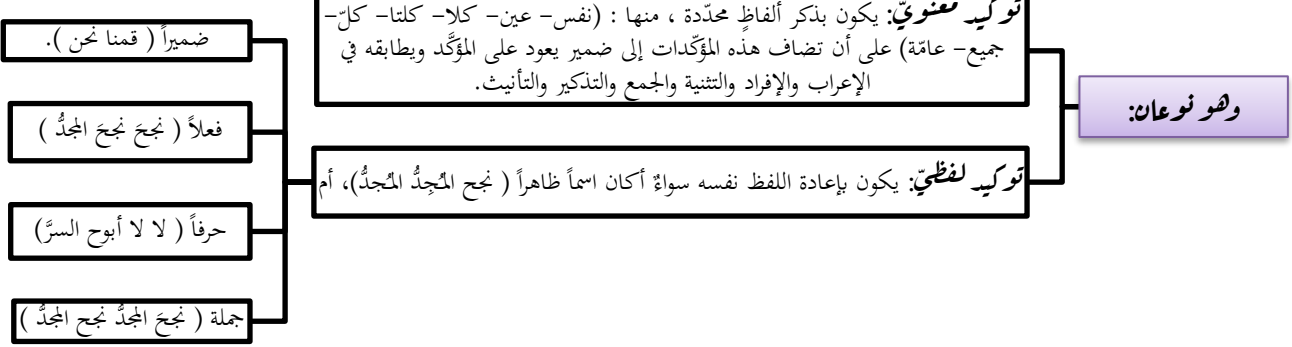 وهو نوعان:
توكيد معنويّ: يكون بذكر ألفاظٍ محدّدة ، منها : (نفس– عين– كلا– كلتا– كلّ–
جميع– عامّة) على أن تضاف هذه المؤكّدات إلى ضمير يعود على المؤكَّد ويطابقه في
الإعراب والإفراد والتثنية والجمع والتذكير والتأنيث.
توكيد لفظيّ: يكون بإعادة اللفظ نفسه سواءٌ أكان اسماً ظاهراً ( نجح المُجِدُّ المُجدُّ)، أم
ضميراً ( قمنا نحن ).
فعلاً ( نجحَ نجحَ المجدُّ )
حرفاً ( لا لا أبوح السرَّ)
جملة ( نجحَ المجدُّ نجح المجدُّ )